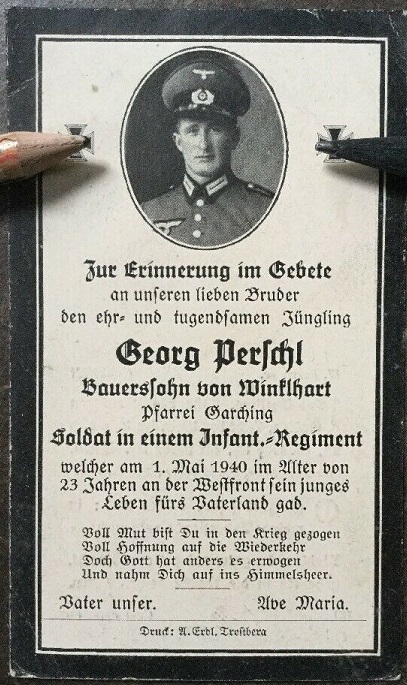 Zur Erinnerung im Gebete
an unseren lieben Bruder
den ehr- und tugendsamen Jüngling
Georg Perschl
Bauerssohn von Winklhart
Pfarrei Garching
Soldat in einem Infant.-Regiment
welcher am 1. Mai 1940 im Alter von
23 Jahren an der Westfront sein junges
Leben fürs Vaterland gab.
Voll Mut bist Du in den Krieg gezogen
Voll Hoffnung auf die Wiederkehr
Doch Gott hat anders es erwogen
Und nahm Dich auf ins Himmelsheer.
Vater unser. Ave Maria.
Druck: A. Erdl, Trostberg